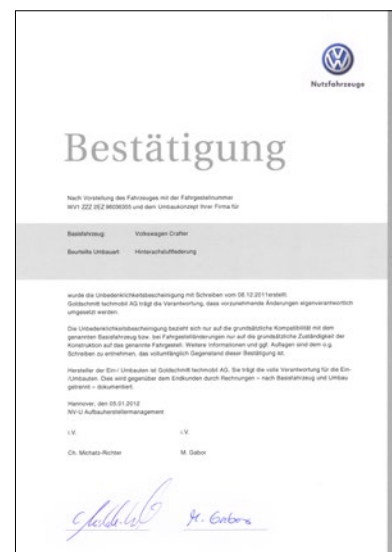 Nutzfahrzeuge
Bestätigung
Nach Vorstellung des Fahrzeuges mit der Fahrgestellnummer
WV1 ZZZ 2EZ 96036305 und dem Umbaukonzept Ihrer Firma für
Basisfahrzeug: Volkswagen Crafter
Beurteilte Umbauart: Hinterachsluftfederung
wurde die Unbedenklichkeitsbescheinigung mit Schreiben vom 08.12.2011erstellt.
Goldschmitt techmobil AG trägt die Verantwortung, dass vorzunehmende Änderungen eigenverantwortlich
umgesetzt werden.
Die Unbedenklichkeitsbescheinigung bezieht sich nur auf die grundsätzliche Kompatibilität mit dem
genannten Basisfahrzeug bzw. bei Fahrgestelländerungen nur auf die grundsätzliche Zuständigkeit der
Konstruktion auf das genannte Fahrgestell. Weitere Informationen und ggf. Auflagen sind dem o.g.
Schreiben zu entnehmen, das vollumfänglich Gegenstand dieser Bestätigung ist.
Hersteller der Ein-/ Umbauten ist Goldschmitt techmobil AG. Sie trägt die volle Verantwortung für die Ein-
/Umbauten. Dies wird gegenüber dem Endkunden durch Rechnungen – nach Basisfahrzeug und Umbau
getrennt – dokumentiert.
Hannover, den 05.01.2012
NV-U Aufbauherstellermanagement
i.V. i.V.
Ch. Michalz-Richter M. Gabor
M. Gabor